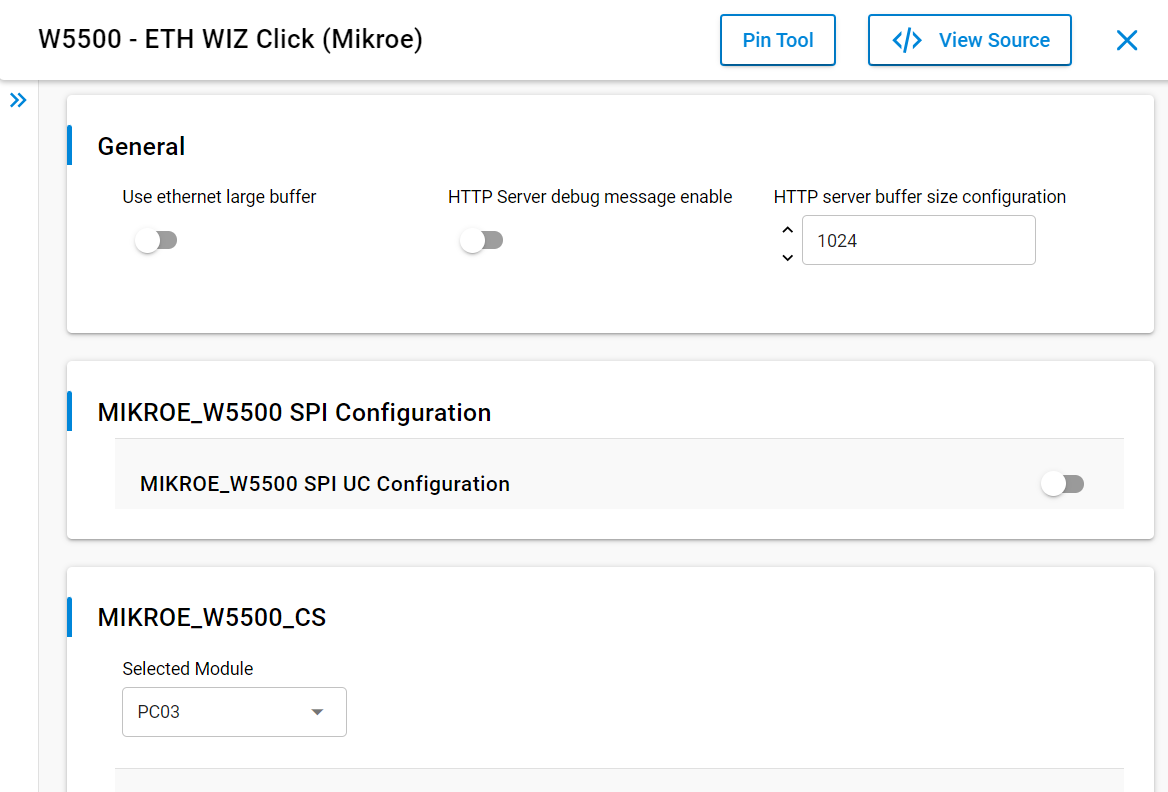 W5500 - ETH WIZ Click (Mikroe)
Pin Tool
</> View Source
General
Use ethernet large buffer
HTTP Server debug message enable
HTTP server buffer size configuration
1024
MIKROE_W5500 SPI Configuration
MIKROE_W5500 SPI UC Configuration
MIKROE_W5500_CS
Selected Module
PC03